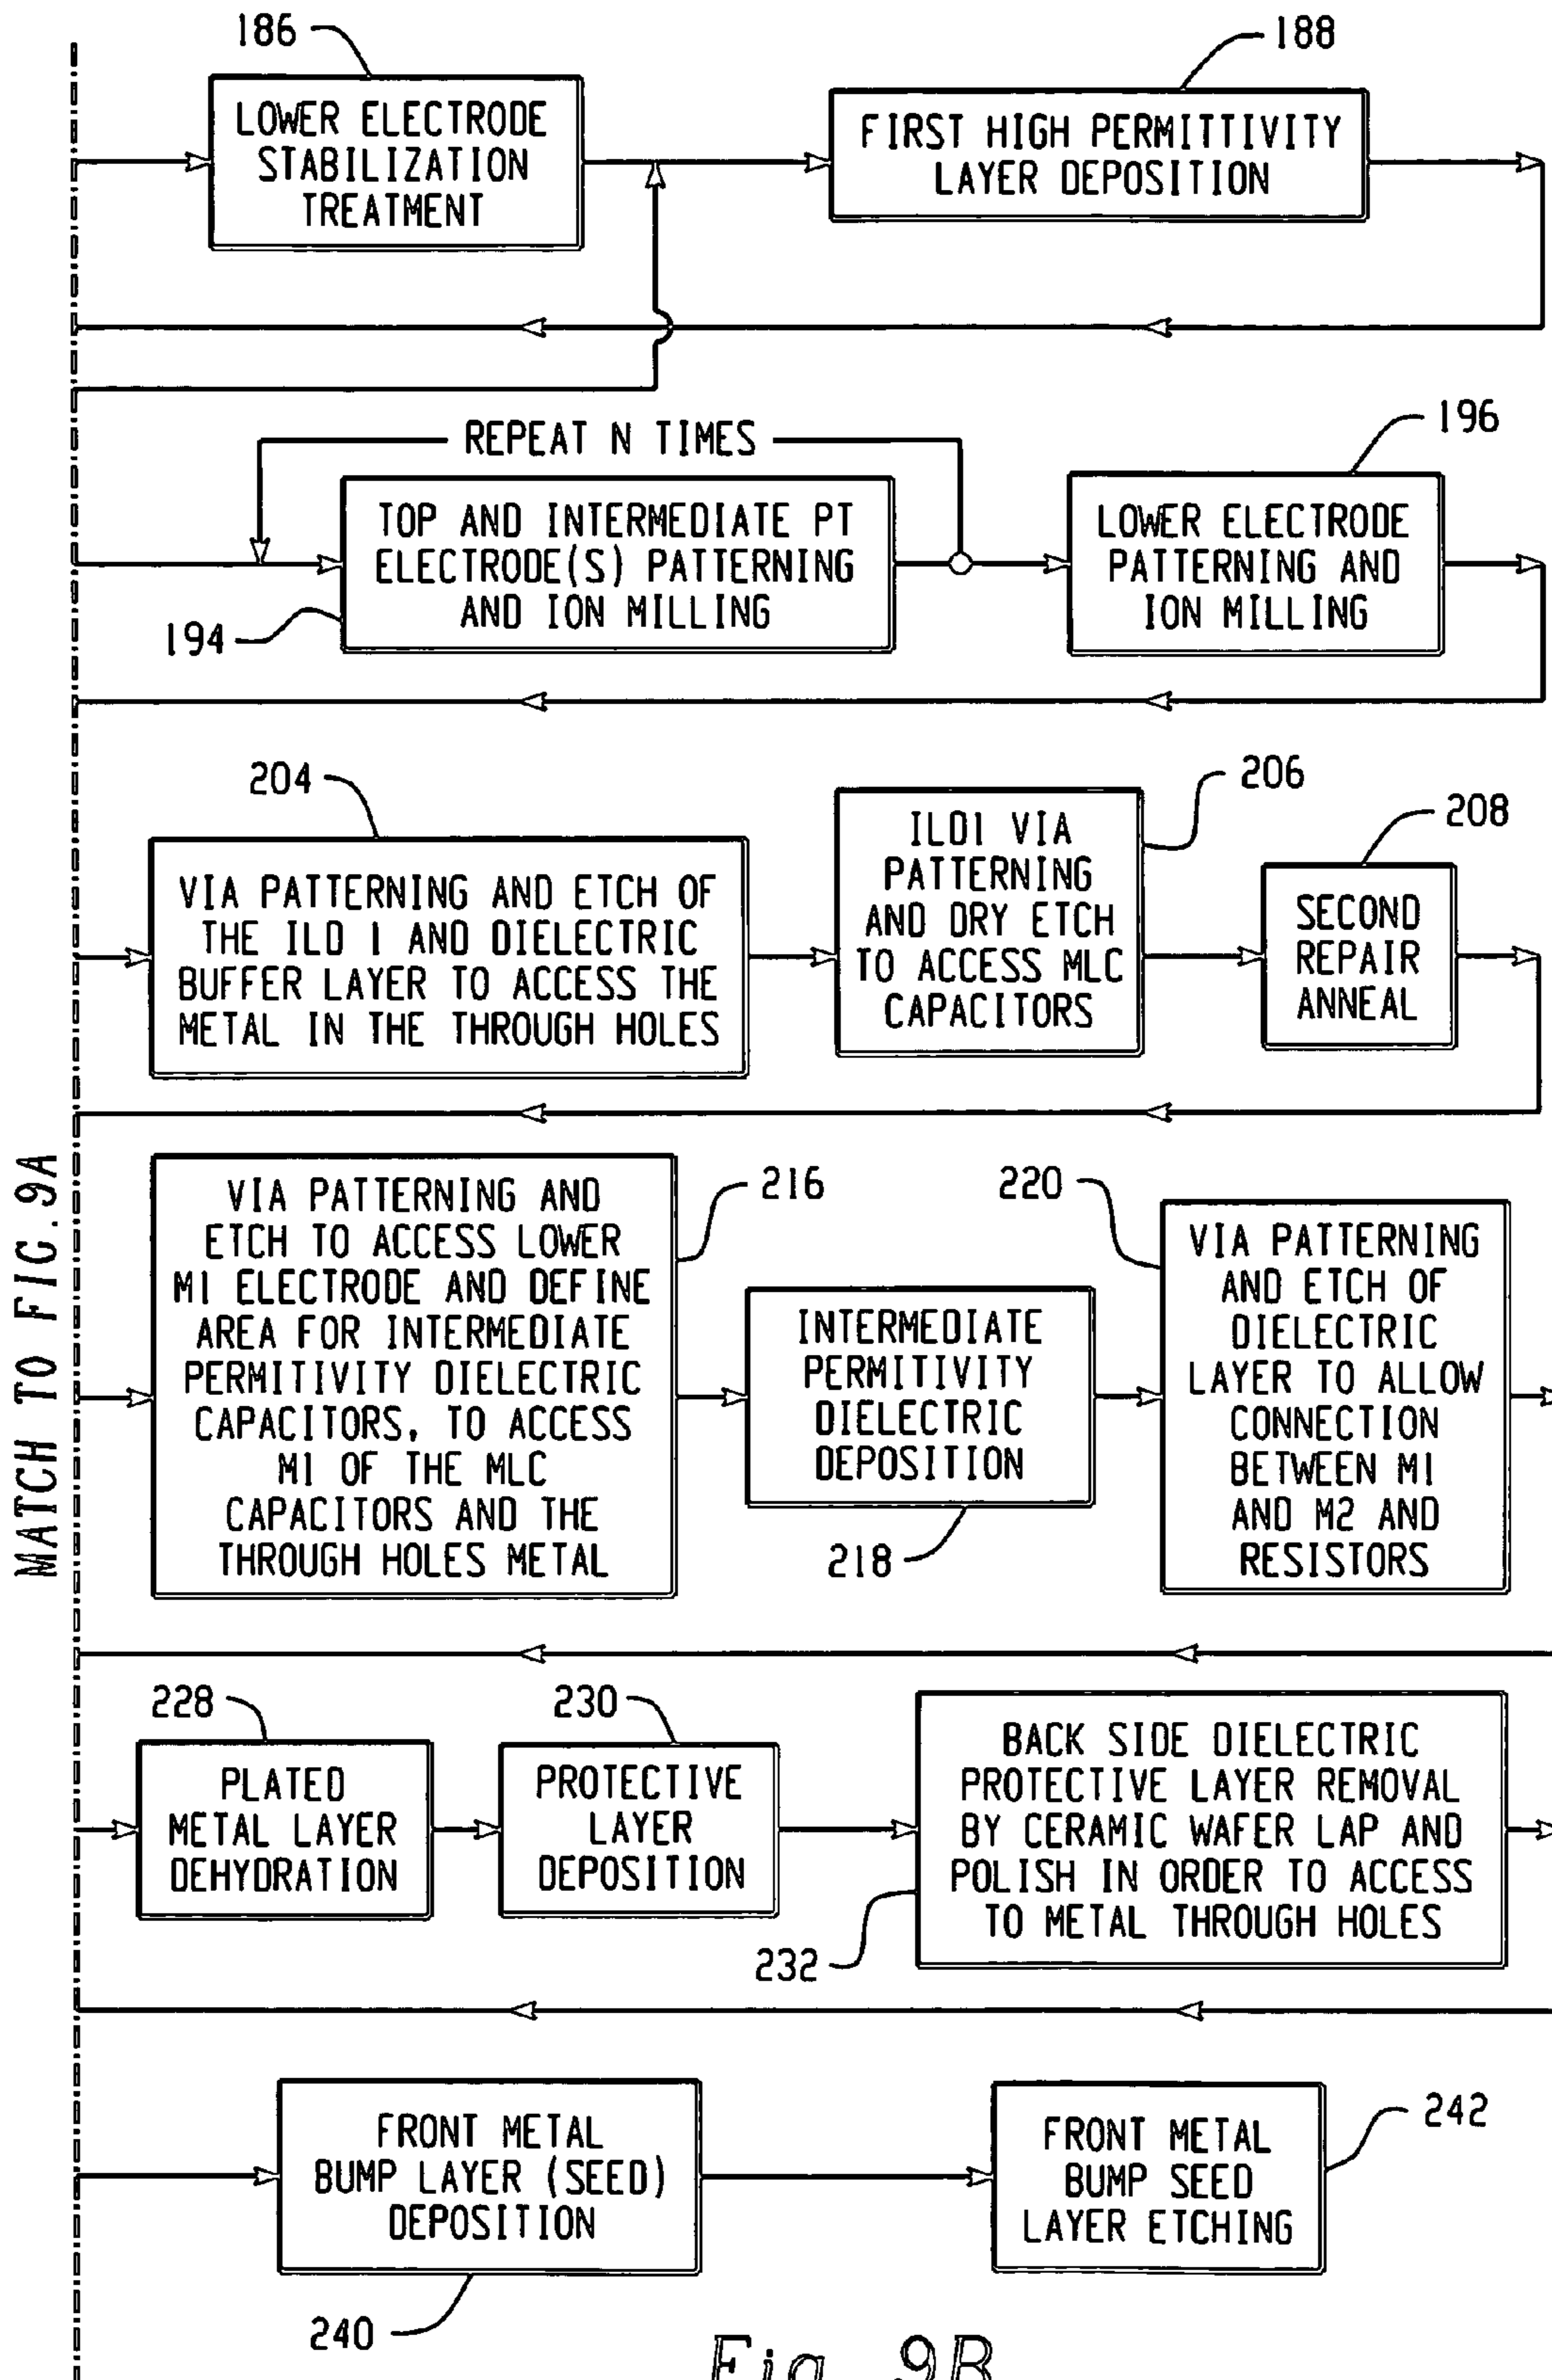 186
188
LOWER ELECTRODE
STABILIZATION
TREATMENT
FIRST HIGH PERMITTIVITY
LAYER DEPOSITION
REPEAT N TIMES
196
TOP AND INTERMEDIATE PT
ELECTRODE(S) PATTERNING
AND ION MILLING
194
LOWER ELECTRODE
PATTERNING AND
ION MILLING
204
206
208
VIA PATTERNING AND ETCH OF
THE ILD 1 AND DIELECTRIC
BUFFER LAYER TO ACCESS THE
METAL IN THE THROUGH HOLES
ILD1 VIA
PATTERNING
AND DRY ETCH
TO ACCESS MLC
CAPACITORS
SECOND
REPAIR
ANNEAL
MATCH TO FIG. 9A
VIA PATTERNING AND
ETCH TO ACCESS LOWER
M1 ELECTRODE AND DEFINE
AREA FOR INTERMEDIATE
PERMITIVITY DIELECTRIC
CAPACITORS, TO ACCESS
M1 OF THE MLC
CAPACITORS AND THE
THROUGH HOLES METAL
216
INTERMEDIATE
PERMITIVITY
DIELECTRIC
DEPOSITION
218
220
VIA PATTERNING
AND ETCH OF
DIELECTRIC
LAYER TO ALLOW
CONNECTION
BETWEEN M1
AND M2 AND
RESISTORS
228
230
PLATED
METAL LAYER
DEHYDRATION
PROTECTIVE
LAYER
DEPOSITION
BACK SIDE DIELECTRIC
PROTECTIVE LAYER REMOVAL
BY CERAMIC WAFER LAP AND
POLISH IN ORDER TO ACCESS
TO METAL THROUGH HOLES
232
FRONT METAL
BUMP LAYER (SEED)
DEPOSITION
240
FRONT METAL
BUMP SEED
LAYER ETCHING
242
Fig. 9B